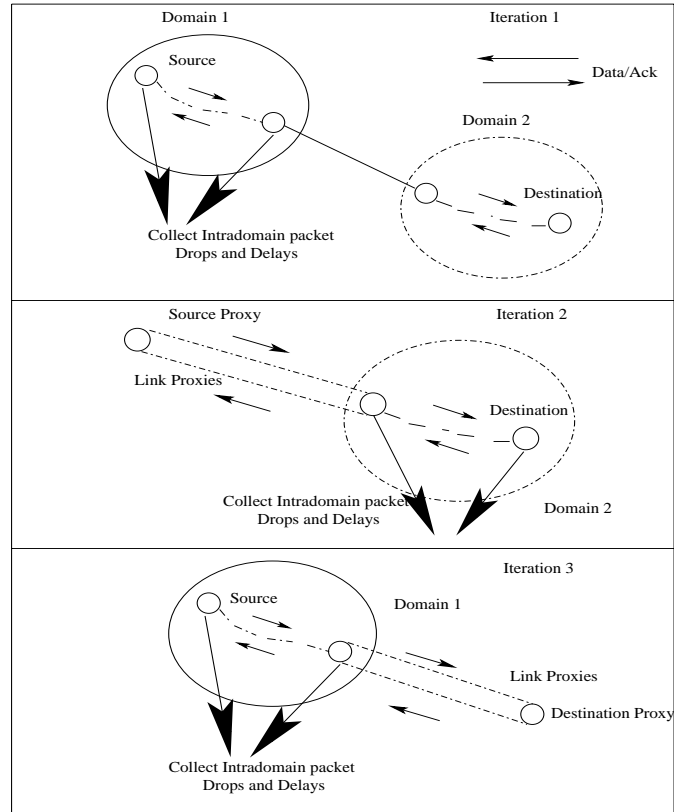 Domain 1
Iteration 1
Source
Data/Ack
Domain 2
Destination
Collect Intradomain packet
Drops and Delays
Source Proxy
Iteration 2
Link Proxies
Destination
Collect Intradomain packet
Drops and Delays
Domain 2
Iteration 3
Source
Domain 1
Link Proxies
Destination Proxy
Collect Intradomain packet
Drops and Delays